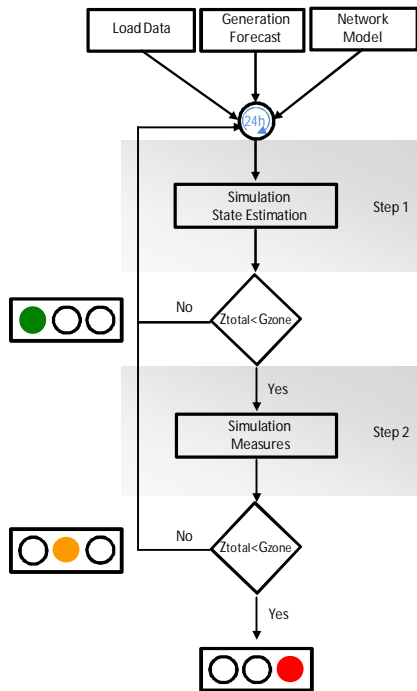 Load Data
Generation
Forecast
Network
Model
24h
Simulation
State Estimation
Step 1
No
Ztotal<Gzone
Yes
Simulation
Measures
Step 2
No
Ztotal<Gzone
Yes